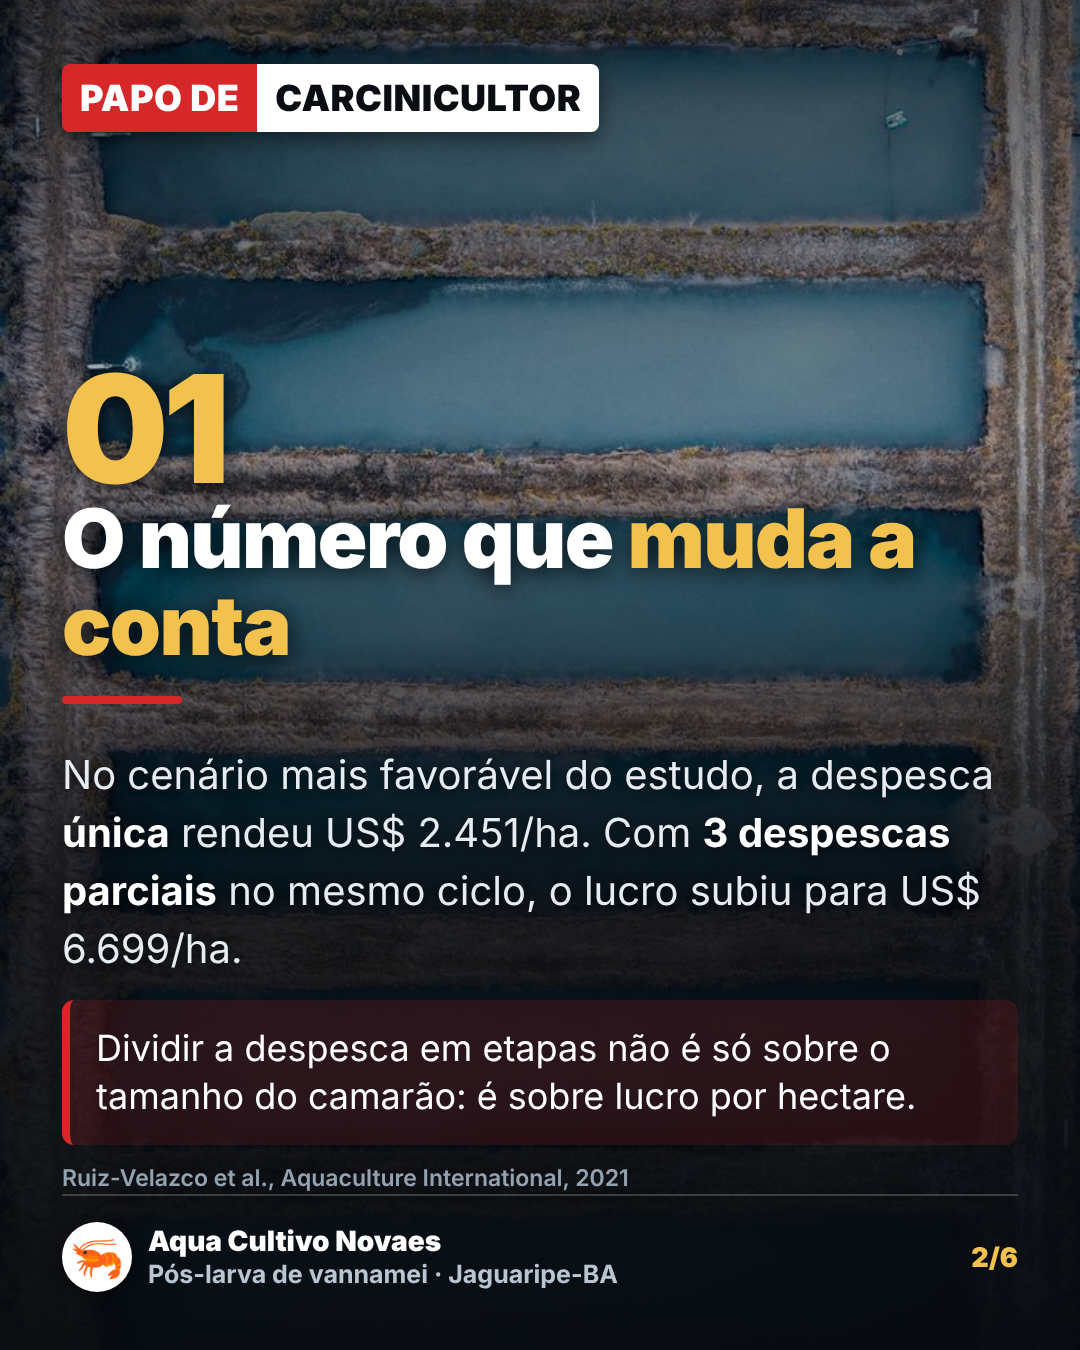 PAPO DE CARCINICULTOR
01
O número que muda a
conta
No cenário mais favorável do estudo, a despesca
única rendeu US$ 2.451/ha. Com 3 despescas
parciais no mesmo ciclo, o lucro subiu para US$
6.699/ha.
Dividir a despesca em etapas não é só sobre o
tamanho do camarão: é sobre lucro por hectare.
Ruiz-Velazco et al., Aquaculture International, 2021
Aqua Cultivo Novaes
Pós-larva de vannamei · Jaguaripe-BA
2/6